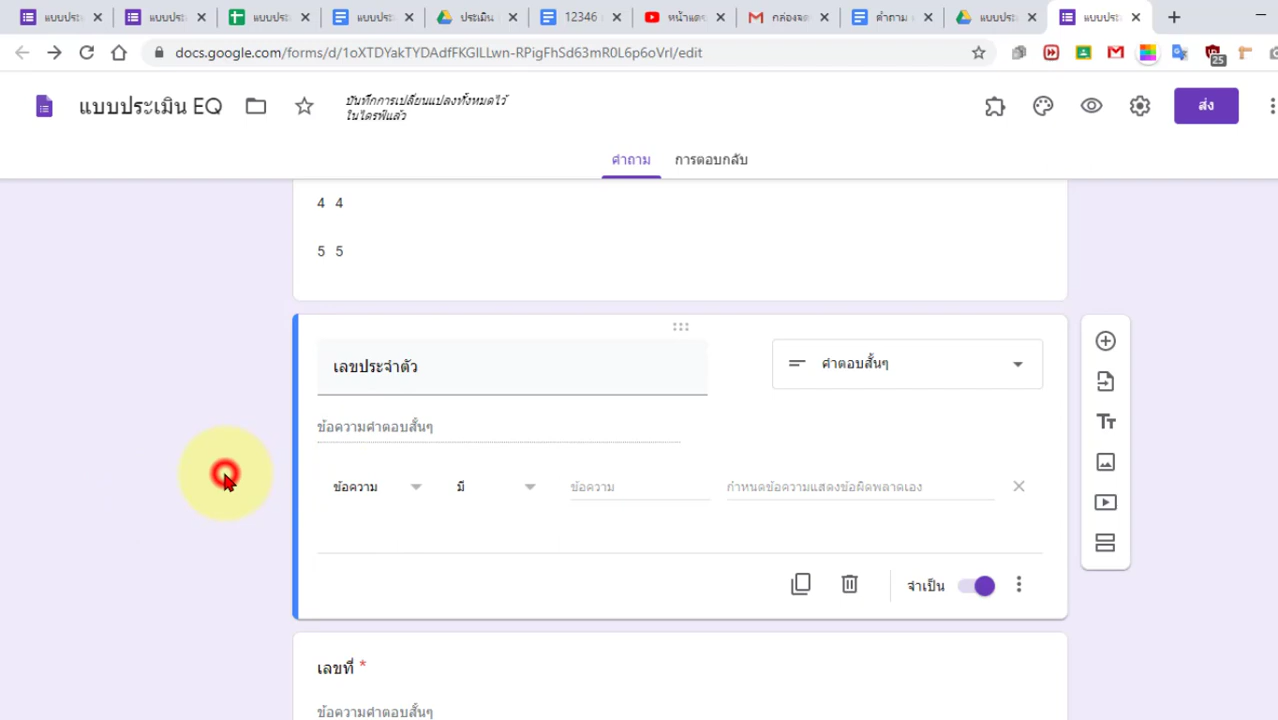 แบบประ
แบบประ
แบบประ
แบบประ
ประเมิน
12346
หน้าแดช
กล่องจด
คำถาม
แบบประ
แบบประ
docs.google.com/forms/d/1oXTDYakTYDAdfFKGILLwn-RPigFhSd63mR0L6p6oVrI/edit
25
แบบประเมิน EQ
บันทึกการเปลี่ยนแปลงทั้งหมดไว้
ในไดรฟ์แล้ว
ส่ง
คำถาม
การตอบกลับ
4 4
5 5
เลขประจำตัว
คำตอบสั้นๆ
ข้อความคำตอบสั้นๆ
ข้อความ
มี
ข้อความ
กำหนดข้อความแสดงข้อผิดพลาดเอง
จำเป็น
เลขที่ *
ข้อความคำตอบสั้นๆ